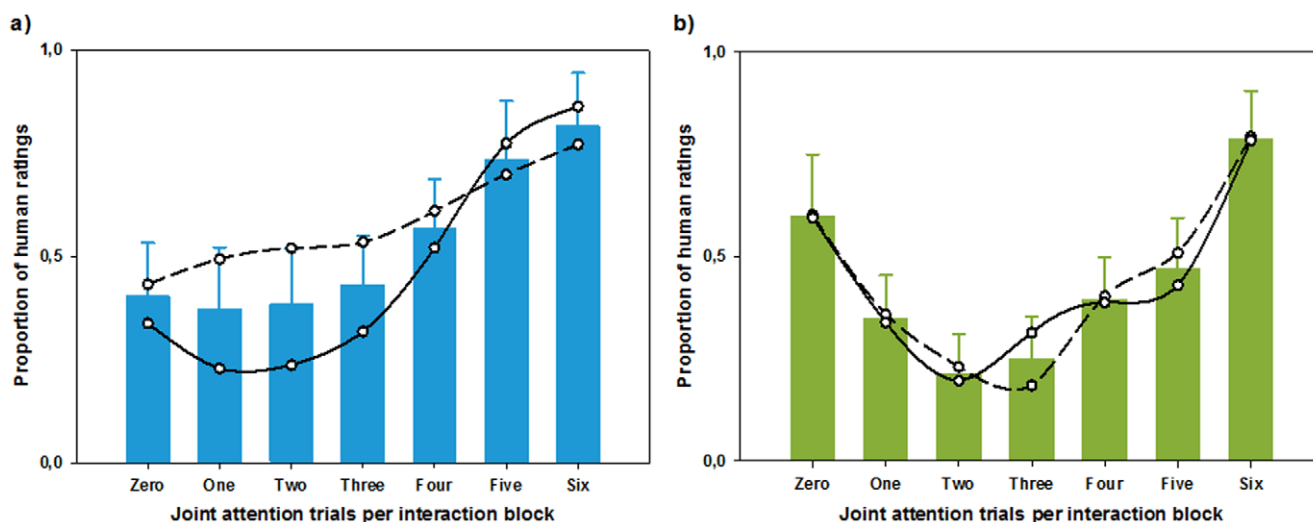 a)
Proportion of human ratings
1,0
0,5
0,0
Zero One Two Three Four Five Six
Joint attention trials per interaction block
b)
Proportion of human ratings
1,0
0,5
0,0
Zero One Two Three Four Five Six
Joint attention trials per interaction block